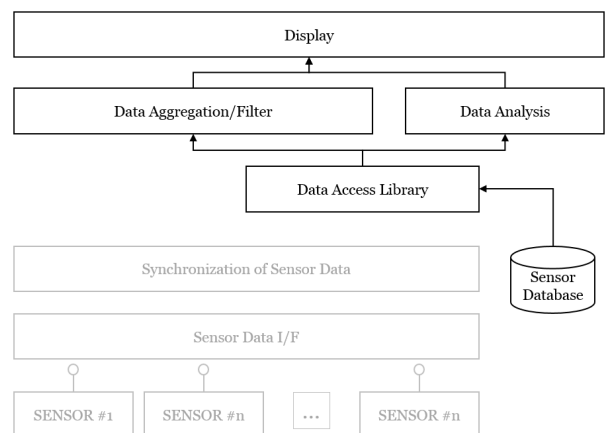 Display
Data Aggregation/Filter
Data Analysis
Data Access Library
Synchronization of Sensor Data
Sensor
Database
Sensor Data I/F
SENSOR #1
SENSOR #n
...
SENSOR #n